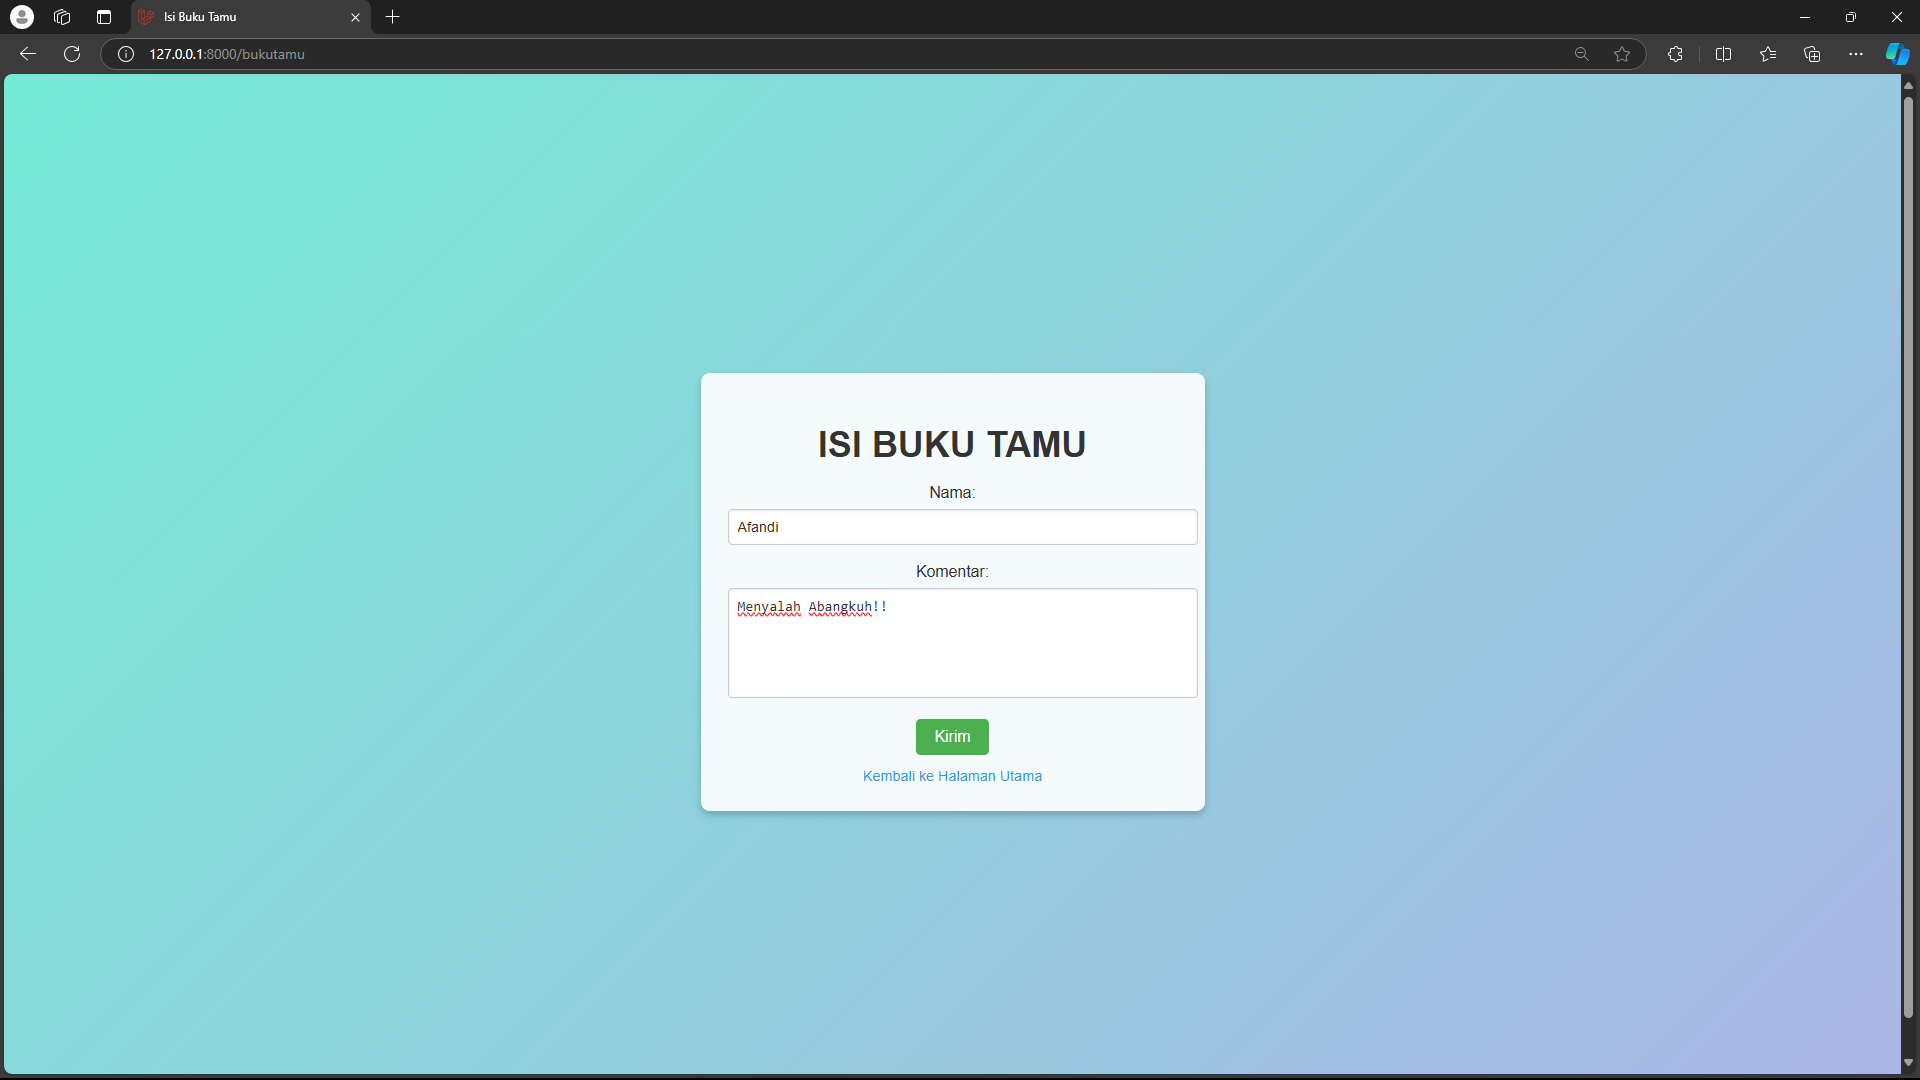 Isi Buku Tamu
127.0.0.1:8000/bukutamu
ISI BUKU TAMU
Nama:
Afandi
Komentar:
Menyalah Abangkuh!!
Kirim
Kembali ke Halaman Utama